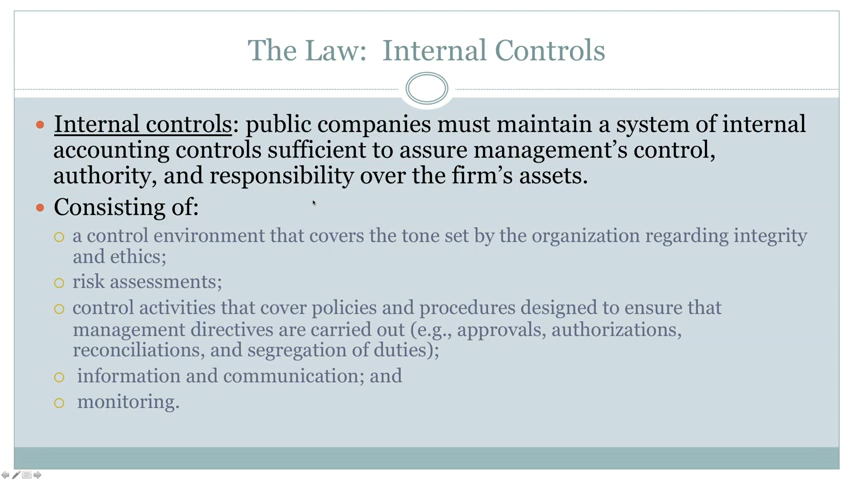 The Law:  Internal Controls
Internal controls: public companies must maintain a system of internal
accounting controls sufficient to assure management's control,
authority, and responsibility over the firm's assets.
Consisting of:
a control environment that covers the tone set by the organization regarding integrity
and ethics;
risk assessments;
control activities that cover policies and procedures designed to ensure that
management directives are carried out (e.g., approvals, authorizations,
reconciliations, and segregation of duties);
information and communication; and
monitoring.